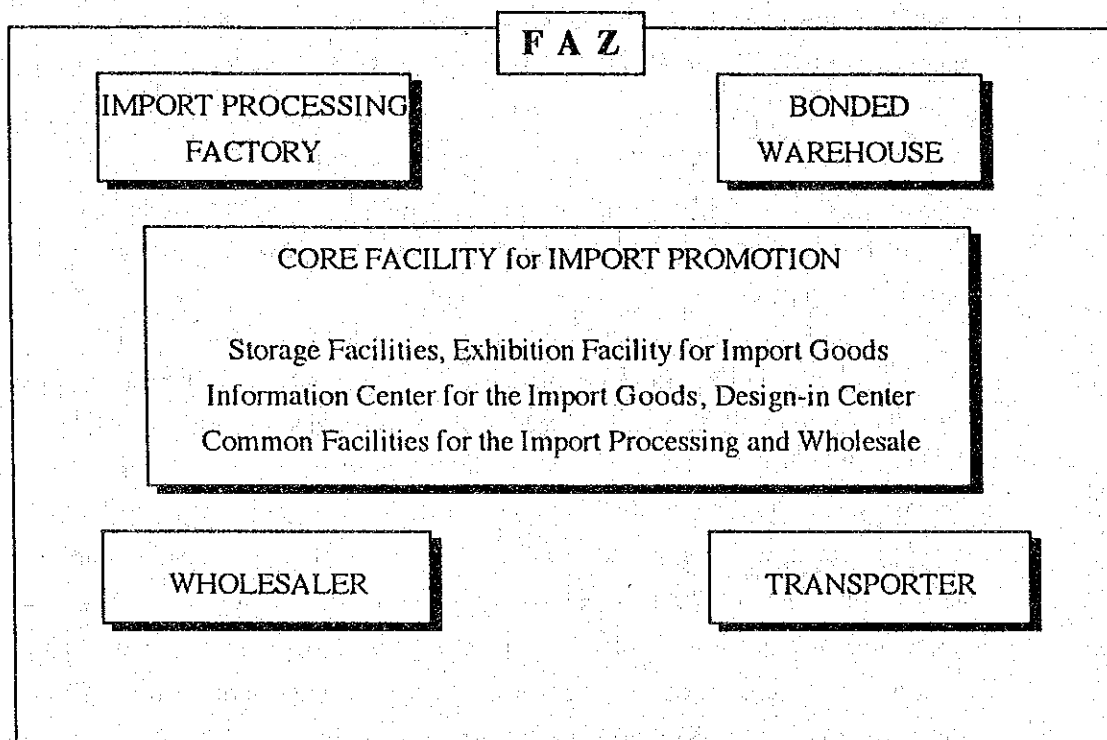 F A Z
IMPORT PROCESSING
FACTORY
BONDED
WAREHOUSE
CORE FACILITY for IMPORT PROMOTION
Storage Facilities, Exhibition Facility for Import Goods
Information Center for the Import Goods, Design-in Center
Common Facilities for the Import Processing and Wholesale
WHOLESALER
TRANSPORTER